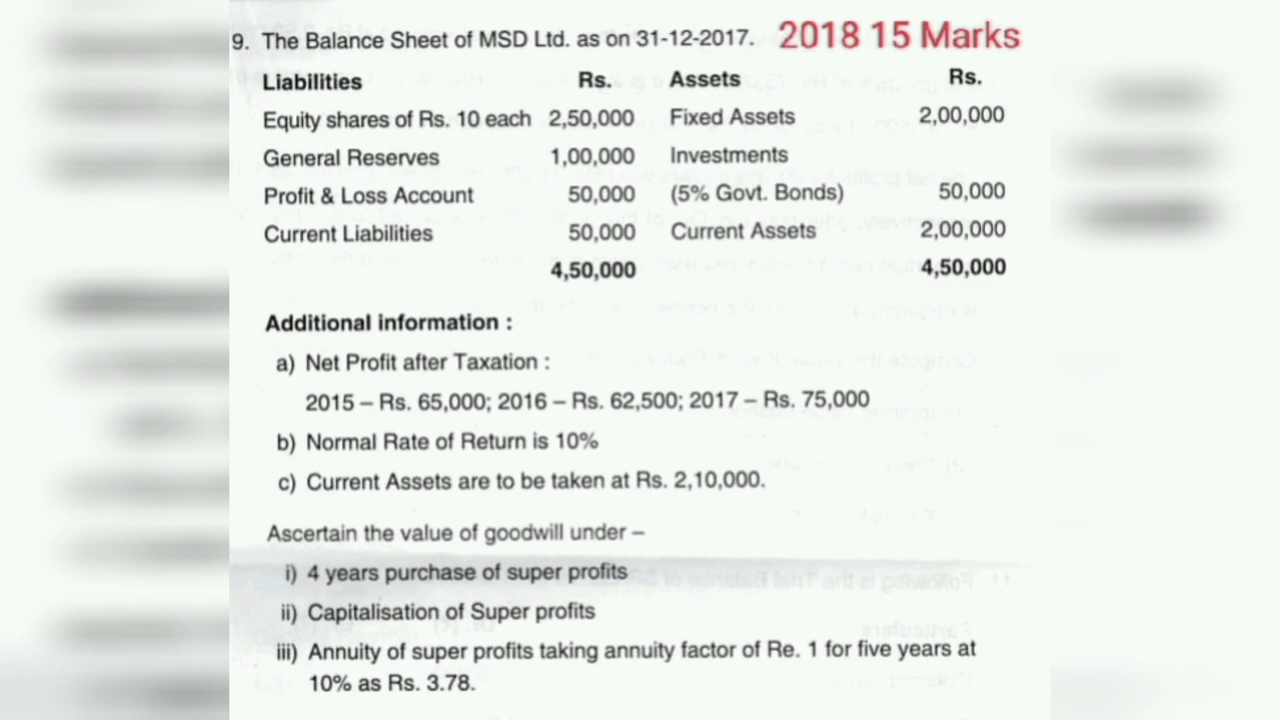 9. The Balance Sheet of MSD Ltd. as on 31-12-2017. 2018 15 Marks
Liabilities Rs. Assets Rs.
Equity shares of Rs. 10 each 2,50,000 Fixed Assets 2,00,000
General Reserves 1,00,000 Investments
Profit & Loss Account 50,000 (5% Govt. Bonds) 50,000
Current Liabilities 50,000 Current Assets 2,00,000
4,50,000 4,50,000
Additional information :
a) Net Profit after Taxation :
2015 – Rs. 65,000; 2016 – Rs. 62,500; 2017 – Rs. 75,000
b) Normal Rate of Return is 10%
c) Current Assets are to be taken at Rs. 2,10,000.
Ascertain the value of goodwill under –
i) 4 years purchase of super profits
ii) Capitalisation of Super profits
iii) Annuity of super profits taking annuity factor of Re. 1 for five years at
10% as Rs. 3.78.